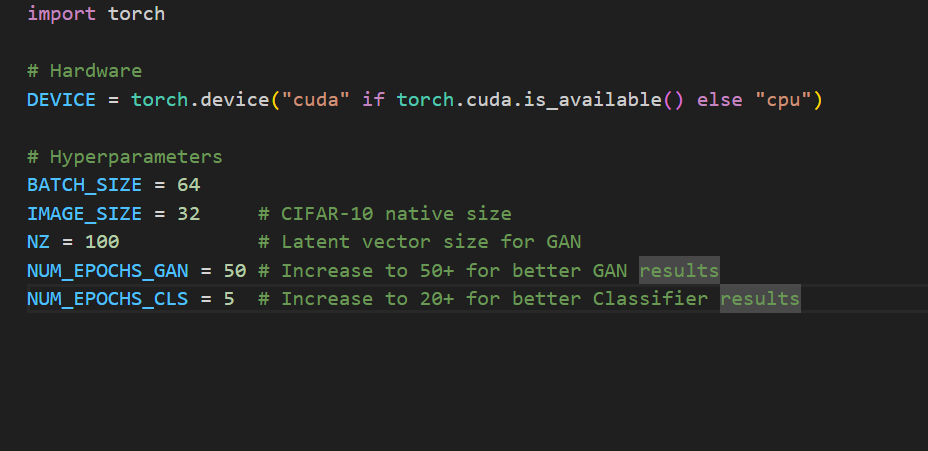 import torch
# Hardware
DEVICE = torch.device("cuda" if torch.cuda.is_available() else "cpu")
# Hyperparameters
BATCH_SIZE = 64
IMAGE_SIZE = 32     # CIFAR-10 native size
NZ = 100            # Latent vector size for GAN
NUM_EPOCHS_GAN = 50 # Increase to 50+ for better GAN results
NUM_EPOCHS_CLS = 5  # Increase to 20+ for better Classifier results